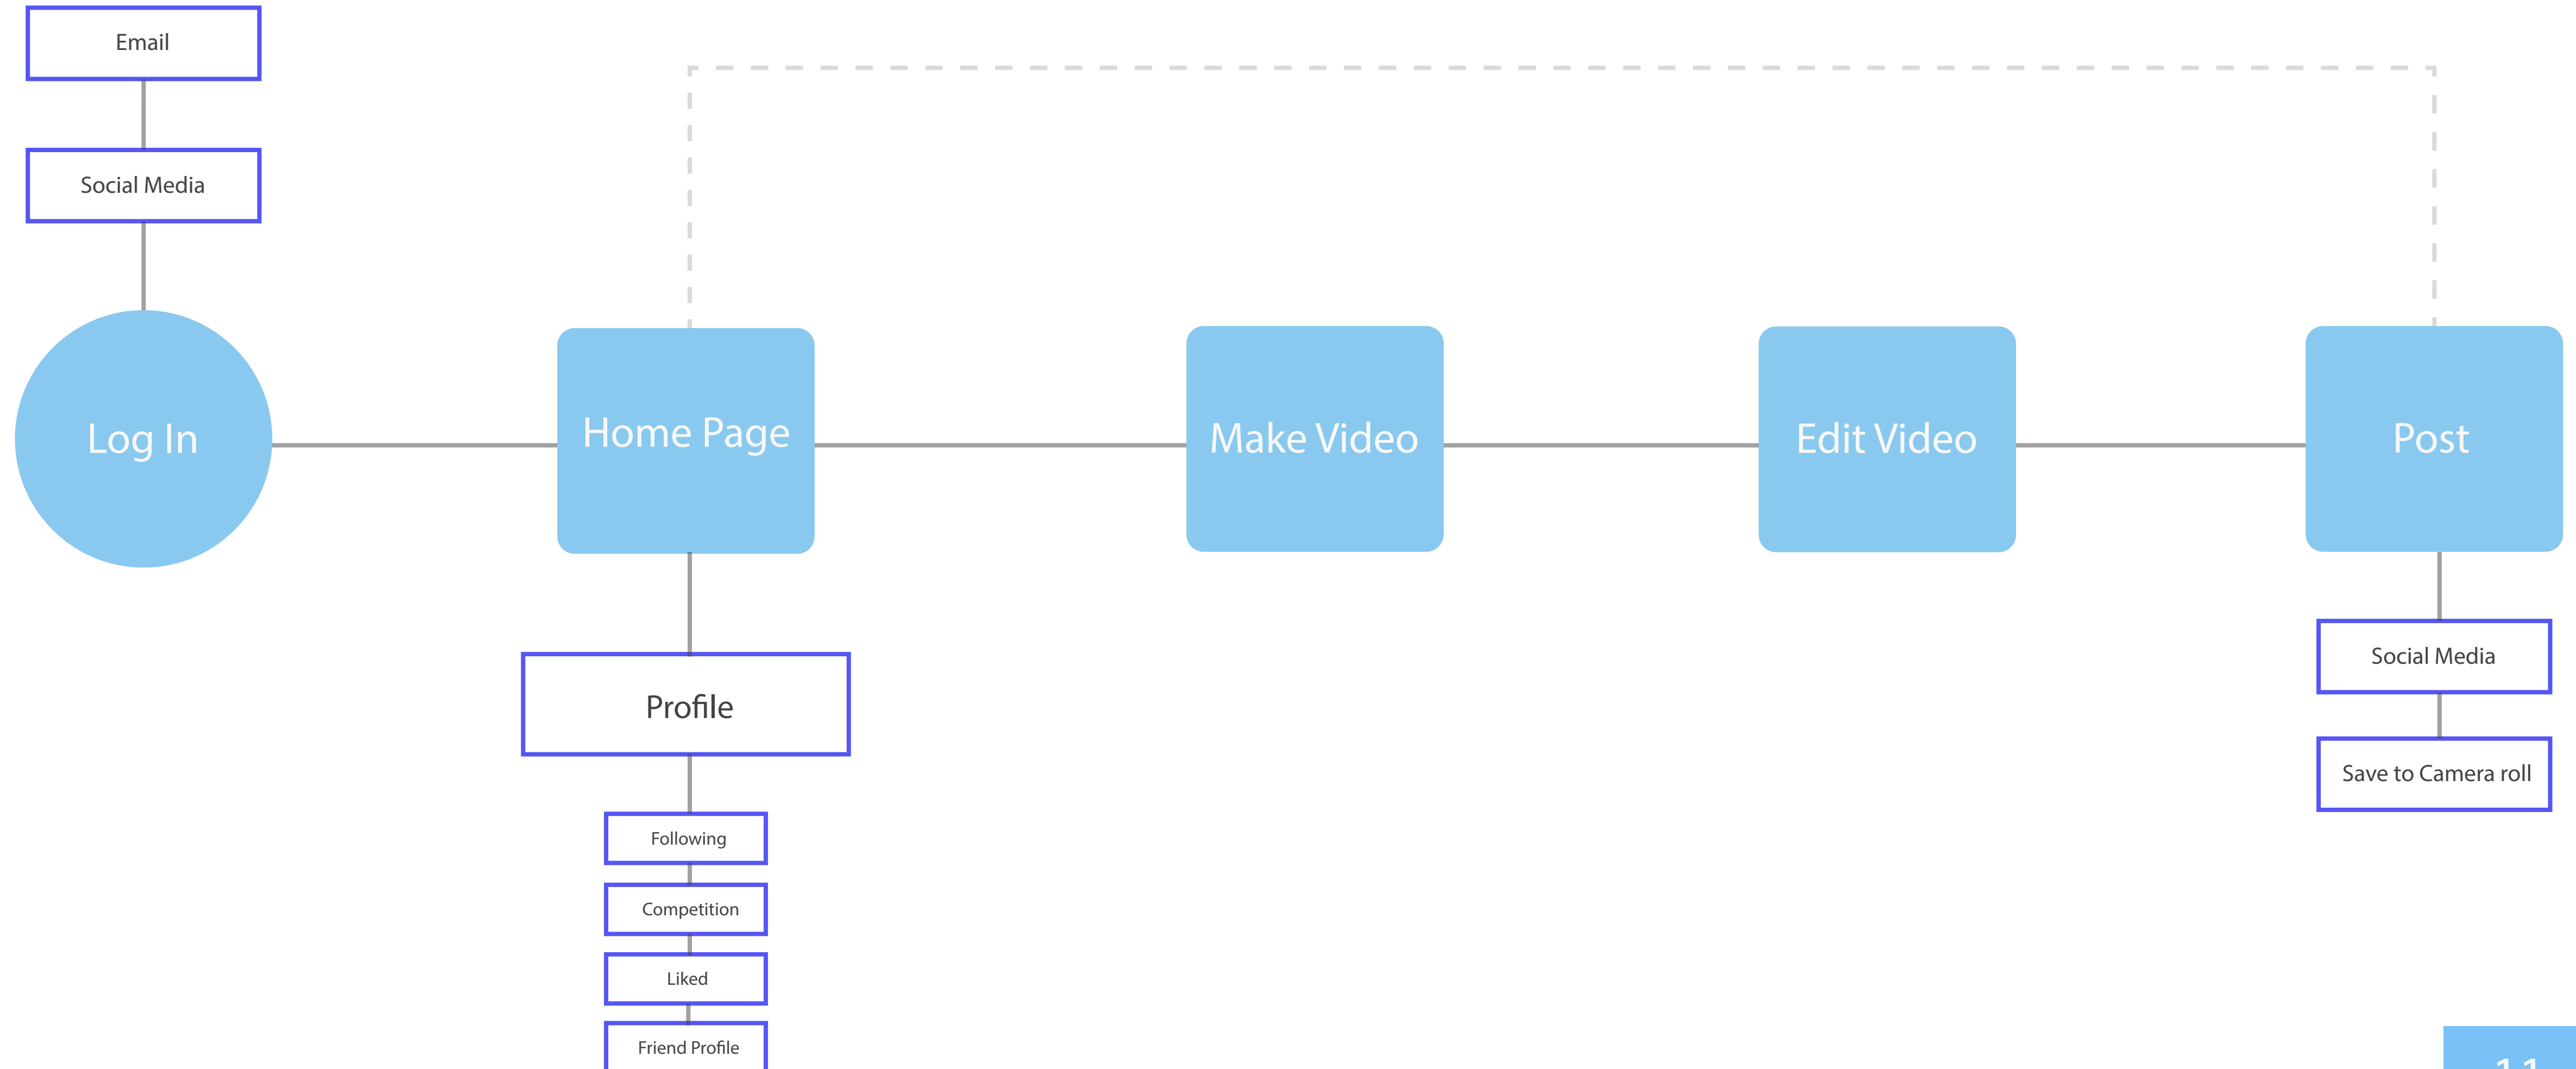 Email
Social Media
Log In
Home Page
Make Video
Edit Video
Post
Profile
Following
Competition
Liked
Friend Profile
Social Media
Save to Camera roll
11